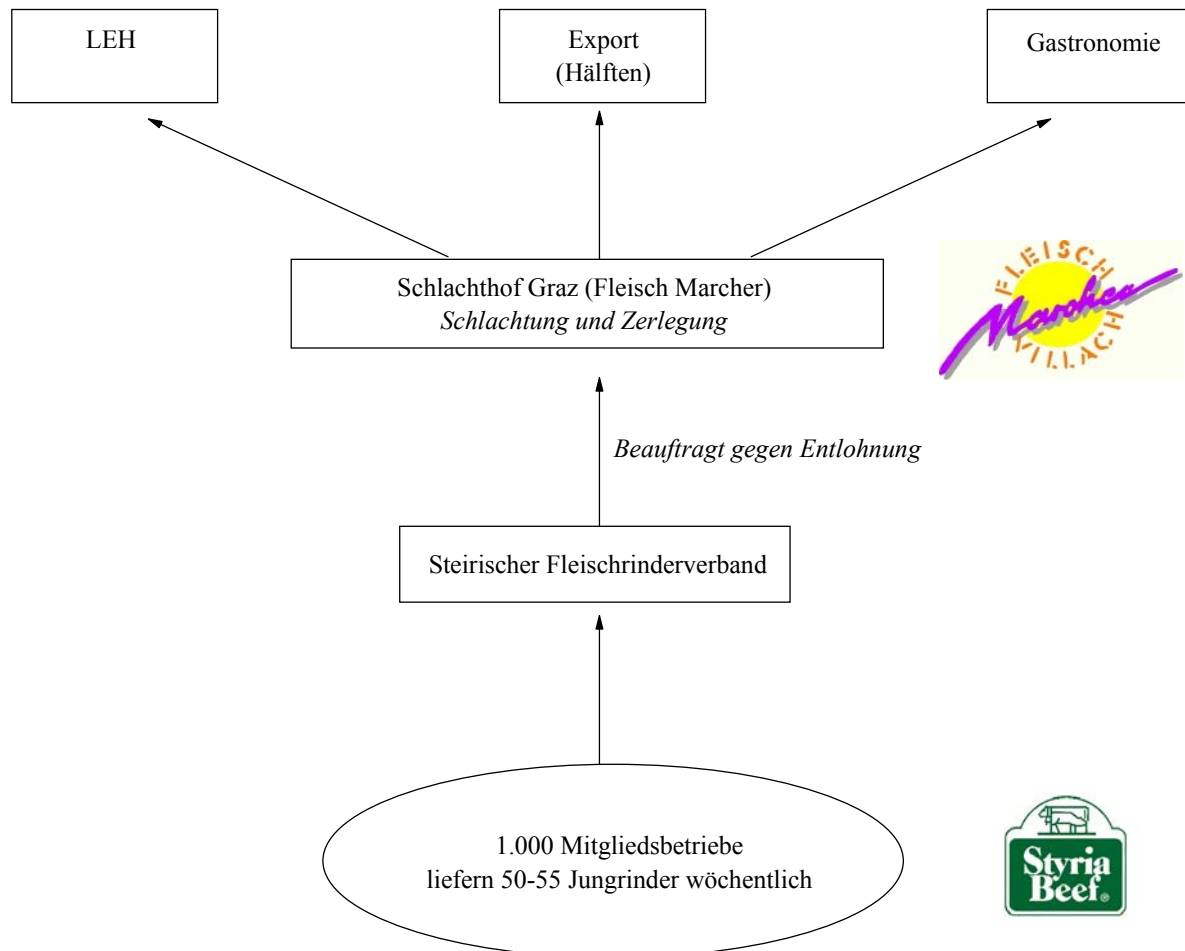 LEH
Export
(Hälften)
Gastronomie
Schlachthof Graz (Fleisch Marcher)
Schlachtung und Zerlegung
FLEISCH
Marcher
VILLACH
Beauftragt gegen Entlohnung
Steirischer Fleischrinderverband
1.000 Mitgliedsbetriebe
liefern 50-55 Jungrinder wöchentlich
Styria
Beef®